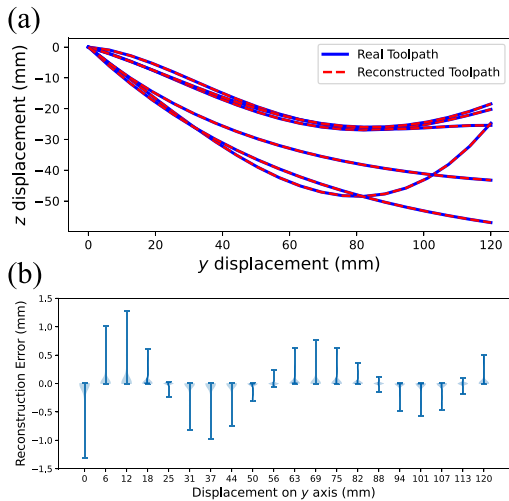 (a)
0
−10
−20
−30
−40
−50
z displacement (mm)
Real Toolpath
Reconstructed Toolpath
0 20 40 60 80 100 120
y displacement (mm)
(b)
1.5
1.0
0.5
0.0
−0.5
−1.0
−1.5
Reconstruction Error (mm)
0 6 12 18 25 31 37 44 50 56 63 69 75 82 88 94 101 107 113 120
Displacement on y axis (mm)